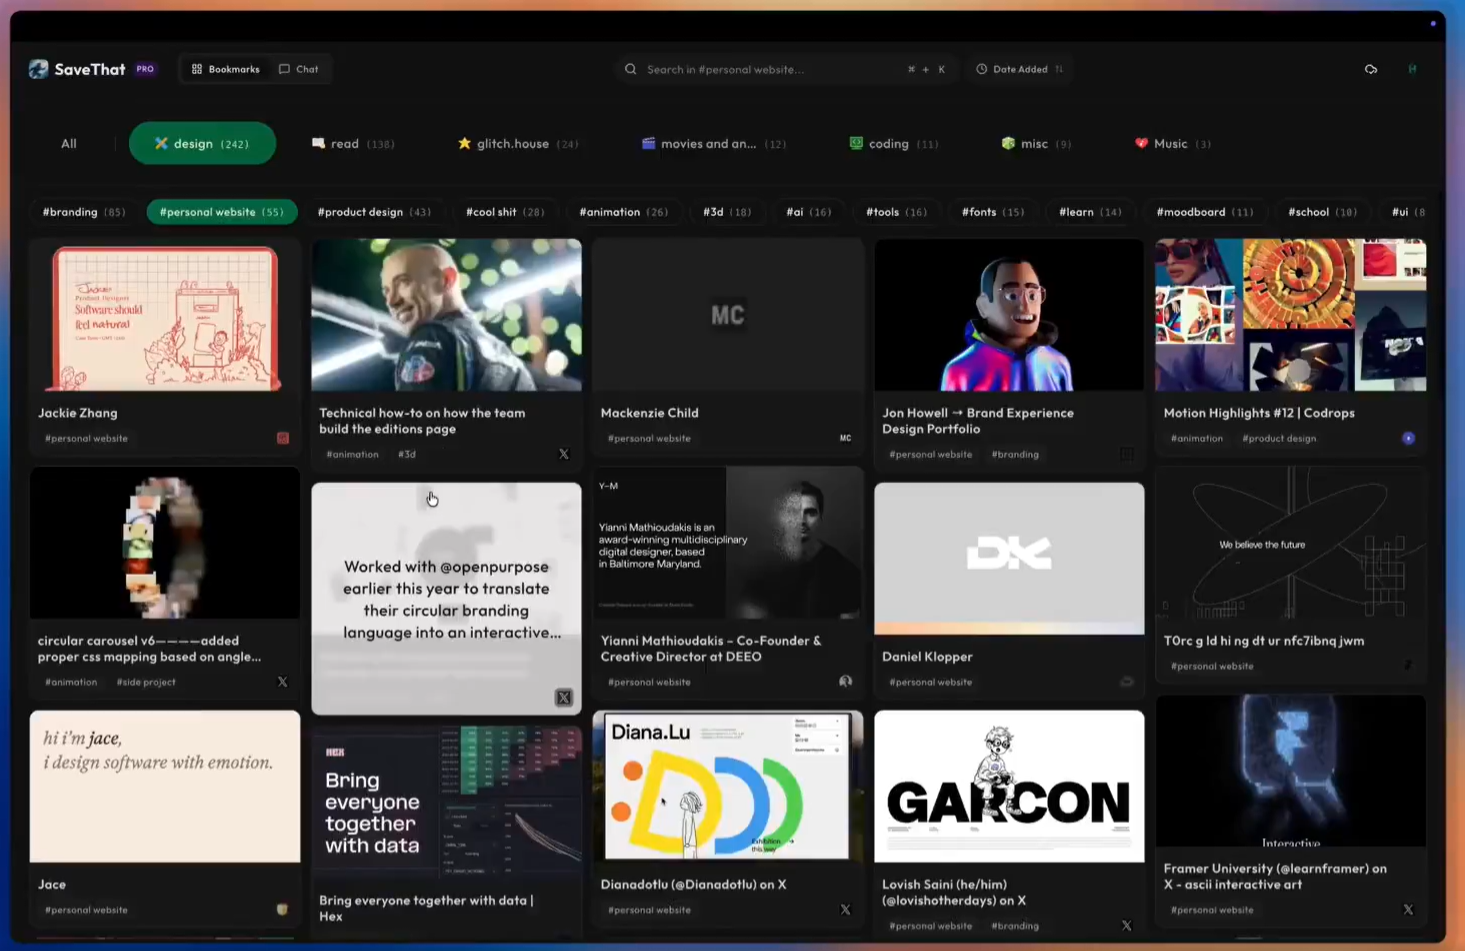 SaveThat PRO
Bookmarks
Chat
Search in #personal website...
⌘ + K
Date Added
All
design (242)
read (138)
glitch.house (24)
movies and an... (12)
coding (11)
misc (9)
Music (3)
#branding (85)
#personal website (55)
#product design (43)
#cool shit (28)
#animation (26)
#3d (18)
#ai (16)
#tools (16)
#fonts (15)
#learn (14)
#moodboard (11)
#school (10)
#ui (8
Jackie
Product Designer
Software should
feel natural
Jackie Zhang
#personal website
Technical how-to on how the team
build the editions page
#animation #3d
MC
Mackenzie Child
#personal website
MC
Jon Howell → Brand Experience
Design Portfolio
#personal website #branding
Motion Highlights #12 | Codrops
#animation #product design
circular carousel v6————added
proper css mapping based on angle...
#animation #side project
Worked with @openpurpose
earlier this year to translate
their circular branding
language into an interactive...
Y–M
Yianni Mathioudakis is an
award-winning multidisciplinary
digital designer, based
in Baltimore Maryland.
Yianni Mathioudakis – Co-Founder &
Creative Director at DEEO
#personal website
DK
Daniel Klopper
#personal website
We believe the future
T0rc g ld hi ng dt ur nfc7ibnq jwm
#personal website
hi i'm jace,
i design software with emotion.
Jace
#personal website
HEX
Bring
everyone
together
with data
Bring everyone together with data |
Hex
Diana.Lu
Exhibition
this way
Dianadotlu (@Dianadotlu) on X
#personal website
GARCON
Lovish Saini (he/him)
(@lovishotherdays) on X
#personal website #branding
Interactive
Framer University (@learnframer) on
X - ascii interactive art
#personal website